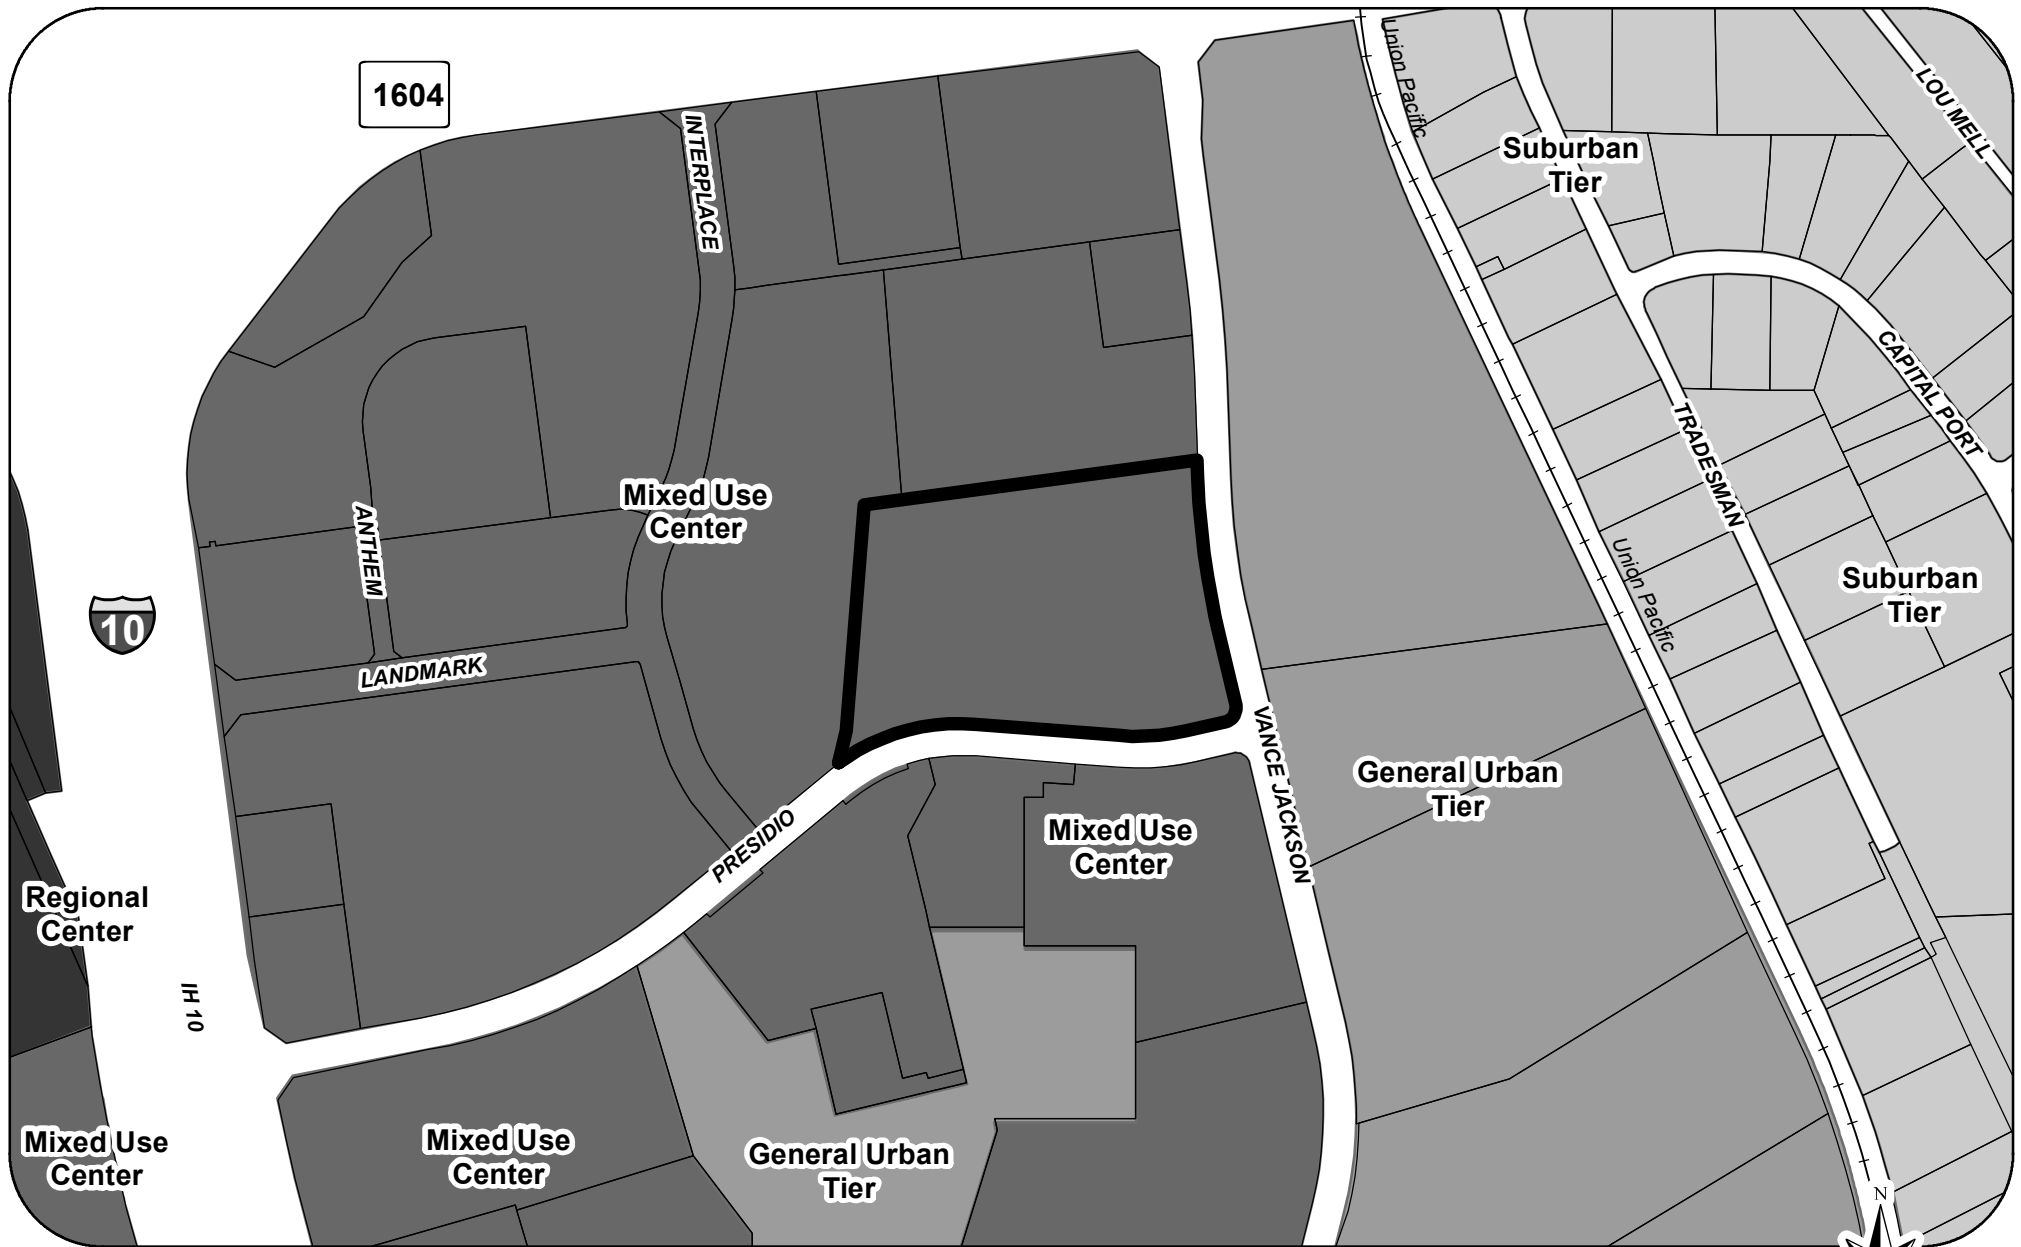 1604
Union Pacific
LOU MELL
INTERPLACE
Suburban
Tier
CAPITAL PORT
TRADESMAN
Mixed Use
Center
ANTHEM
Union Pacific
Suburban
Tier
10
LANDMARK
VANCE JACKSON
General Urban
Tier
PRESIDIO
Mixed Use
Center
Regional
Center
IH 10
Mixed Use
Center
Mixed Use
Center
General Urban
Tier
N